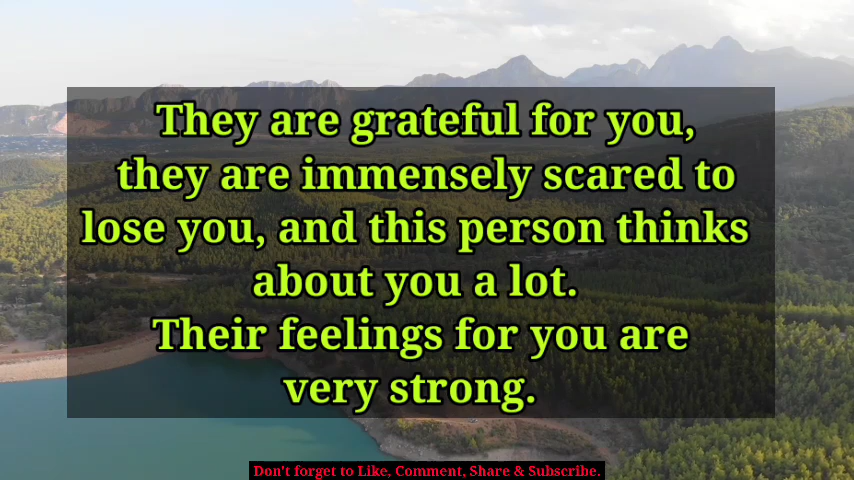 They are grateful for you,
they are immensely scared to
lose you, and this person thinks
about you a lot.
Their feelings for you are
very strong.
Don't forget to Like, Comment, Share & Subscribe.